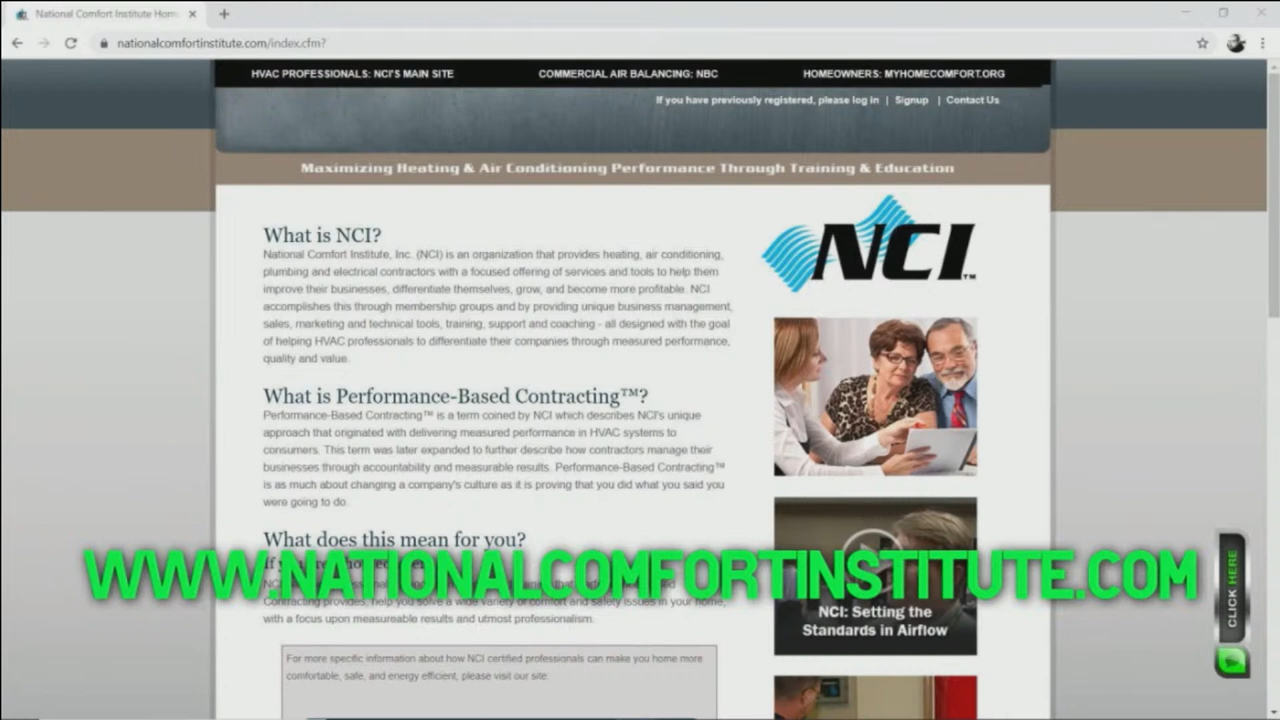 National Comfort Institute Hom
nationalcomfortinstitute.com/index.cfm?
HVAC PROFESSIONALS: NCI'S MAIN SITE
COMMERCIAL AIR BALANCING: NBC
HOMEOWNERS: MYHOMECOMFORT.ORG
If you have previously registered, please log in | Signup | Contact Us
Maximizing Heating & Air Conditioning Performance Through Training & Education
What is NCI?
National Comfort Institute, Inc. (NCI) is an organization that provides heating, air conditioning,
plumbing and electrical contractors with a focused offering of services and tools to help them
improve their businesses, differentiate themselves, grow, and become more profitable. NCI
accomplishes this through membership groups and by providing unique business management,
sales, marketing and technical tools, training, support and coaching - all designed with the goal
of helping HVAC professionals to differentiate their companies through measured performance,
quality and value.
What is Performance-Based Contracting™?
Performance-Based Contracting™ is a term coined by NCI which describes NCI's unique
approach that originated with delivering measured performance in HVAC systems to
consumers. This term was later expanded to further describe how contractors manage their
businesses through accountability and measurable results. Performance-Based Contracting™
is as much about changing a company's culture as it is proving that you did what you said you
were going to do.
What does this mean for you?
WWW.NATIONALCOMFORTINSTITUTE.COM
Contracting provides, help you solve a wide variety of comfort and safety issues in your home,
with a focus upon measureable results and utmost professionalism.
For more specific information about how NCI certified professionals can make you home more
comfortable, safe, and energy efficient, please visit our site:
NCI™
NCI: Setting the
Standards in Airflow
CLICK HERE